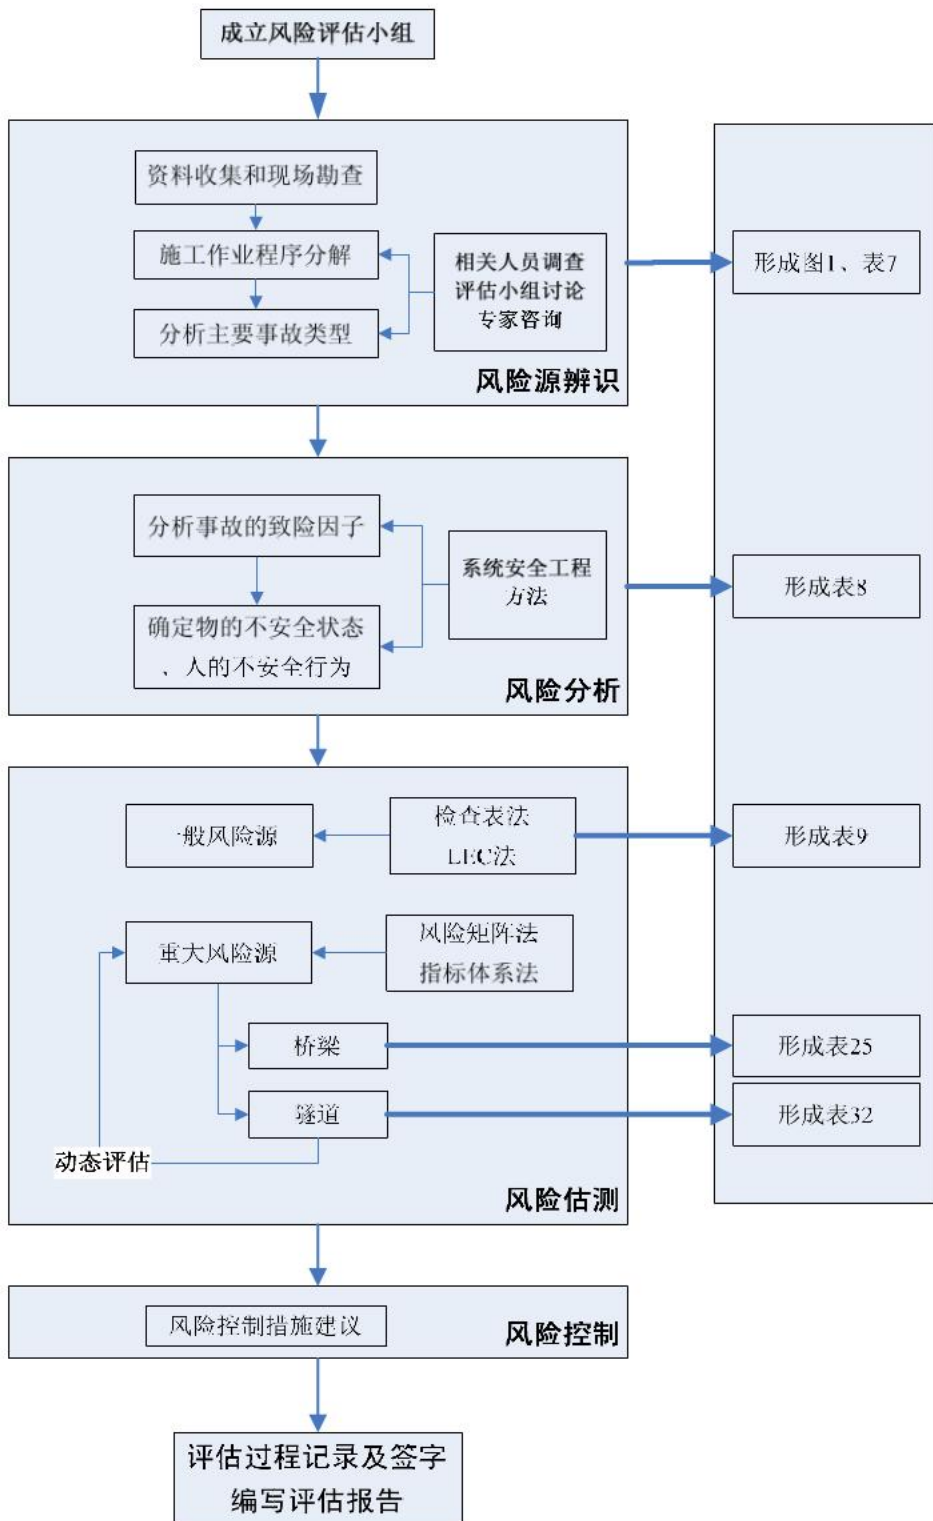 成立风险评估小组
资料收集和现场勘查
施工作业程序分解
分析主要事故类型
相关人员调查
评估小组讨论
专家咨询
风险源辨识
形成图1、表7
分析事故的致险因子
确定物的不安全状态
、人的不安全行为
系统安全工程
方法
风险分析
形成表8
一般风险源
检查表法
LEC法
形成表9
重大风险源
风险矩阵法
指标体系法
桥梁
形成表25
隧道
形成表32
动态评估
风险估测
风险控制措施建议
风险控制
评估过程记录及签字
编写评估报告